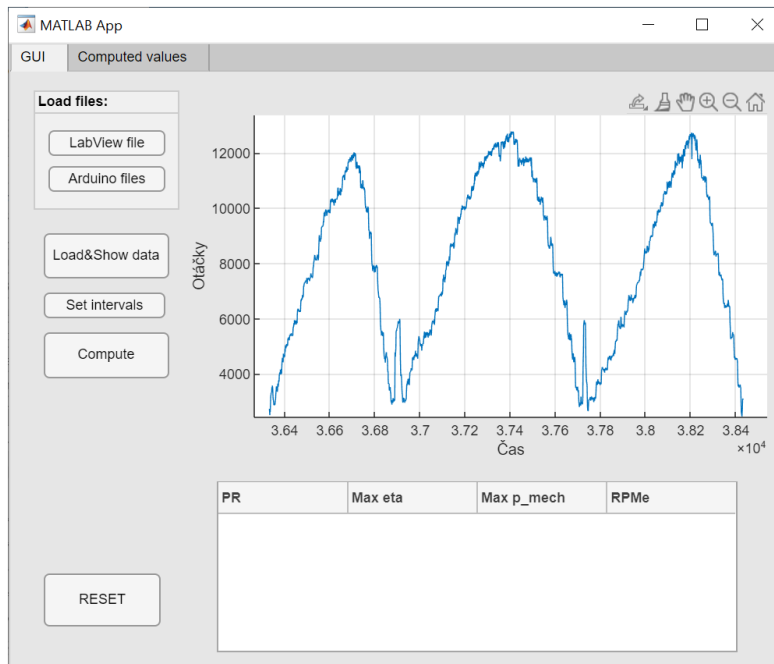 MATLAB App
GUI Computed values
Load files:
LabView file
Arduino files
Load&Show data
Set intervals
Compute
RESET
Otáčky
12000
10000
8000
6000
4000
3.64 3.66 3.68 3.7 3.72 3.74 3.76 3.78 3.8 3.82 3.84
Čas
×10⁴
PR Max eta Max p_mech RPMe